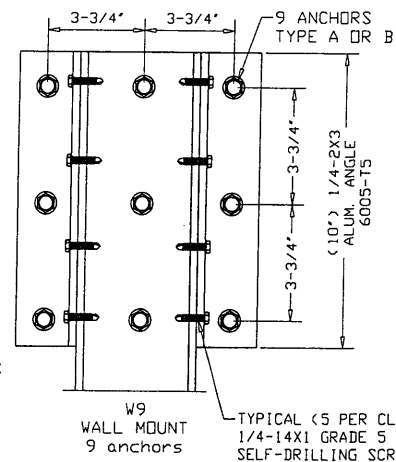 3-3/4" 3-3/4"
9 ANCHORS
TYPE A OR B
3-3/4"
3-3/4"
(10") 1/4-2X3
ALUM. ANGLE
6005-T5
W9
WALL MOUNT
9 anchors
TYPICAL (5 PER CL
1/4-14X1 GRADE 5
SELF-DRILLING SCR